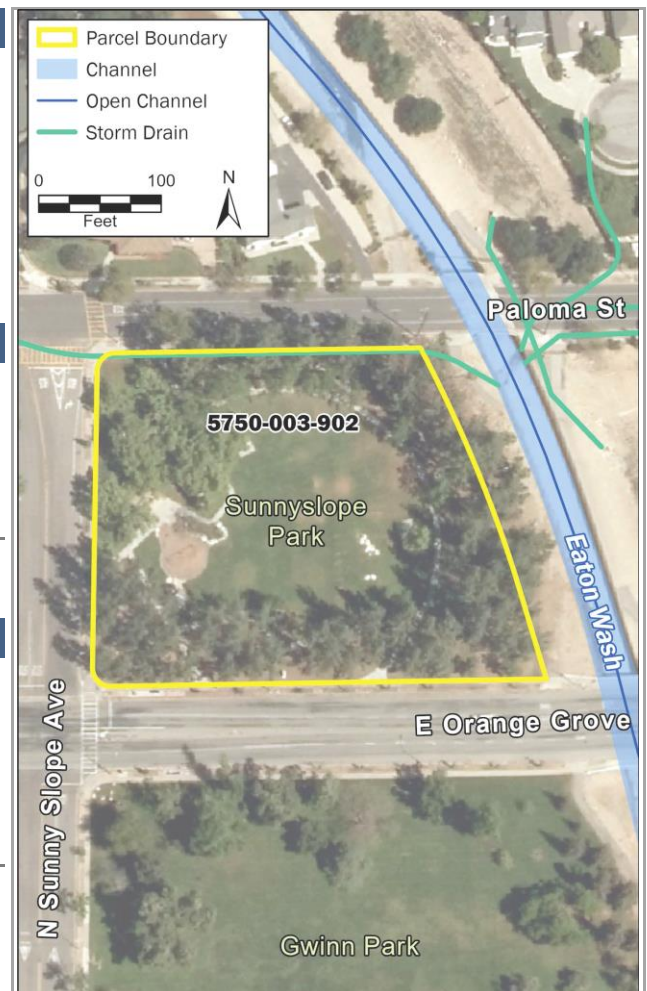 Parcel Boundary
Channel
Open Channel
Storm Drain
0 100
Feet
N
Paloma St
5750-003-902
Sunnyslope
Park
Eaton Wash
E Orange Grove
N Sunny Slope Ave
Gwinn Park